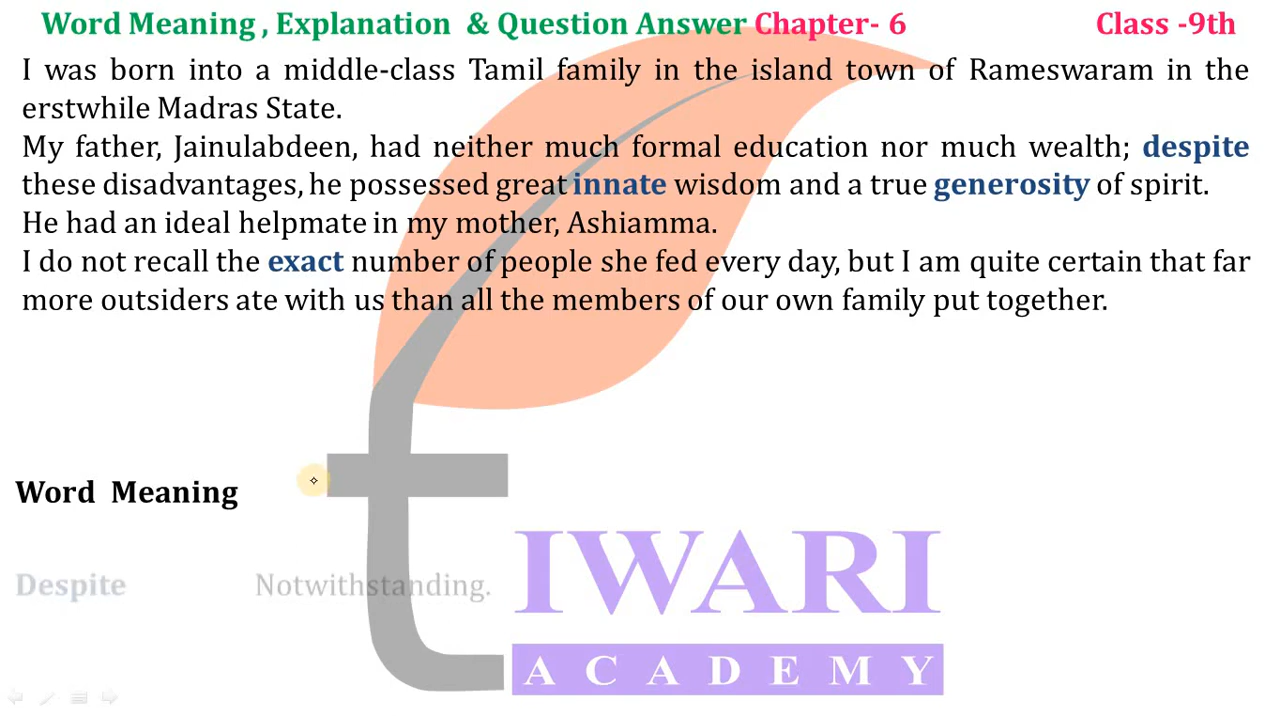 Word Meaning , Explanation & Question Answer Chapter- 6 Class -9th
I was born into a middle-class Tamil family in the island town of Rameswaram in the
erstwhile Madras State.
My father, Jainulabdeen, had neither much formal education nor much wealth; despite
these disadvantages, he possessed great innate wisdom and a true generosity of spirit.
He had an ideal helpmate in my mother, Ashiamma.
I do not recall the exact number of people she fed every day, but I am quite certain that far
more outsiders ate with us than all the members of our own family put together.
Word Meaning
Despite Notwithstanding.
tIWARI
ACADEMY